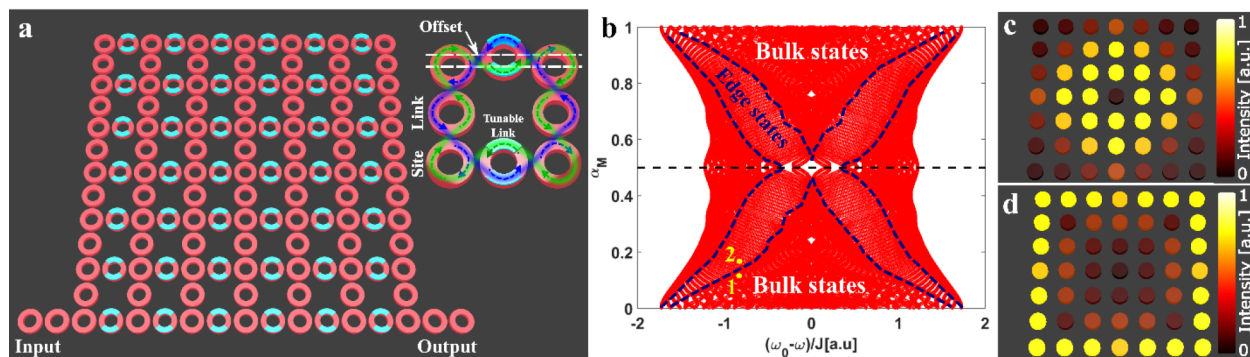 a
Offset
Link
Tunable
Link
Site
Input
Output
b
1
0.8
0.6
0.4
0.2
0
α_M
Bulk states
Edge states
2
1
Bulk states
-2
-1
0
1
2
(ω₀-ω)/J[a.u]
c
1
Intensity [a.u.]
0
d
1
Intensity [a.u.]
0